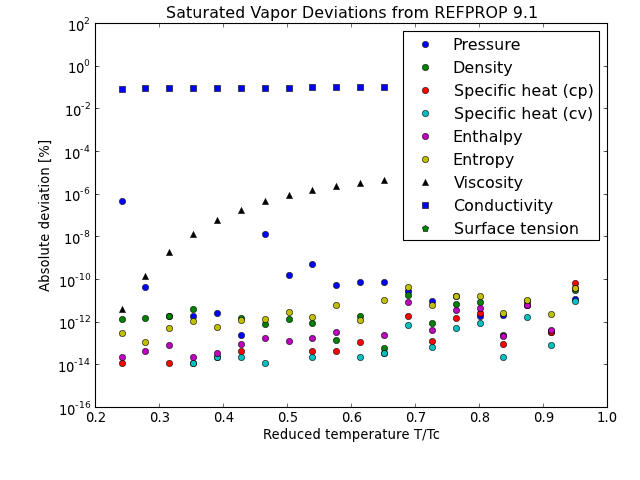 Saturated Vapor Deviations from REFPROP 9.1
10^2
10^0
10^-2
10^-4
10^-6
10^-8
10^-10
10^-12
10^-14
10^-16
Absolute deviation [%]
Pressure
Density
Specific heat (cp)
Specific heat (cv)
Enthalpy
Entropy
Viscosity
Conductivity
Surface tension
0.2 0.3 0.4 0.5 0.6 0.7 0.8 0.9 1.0
Reduced temperature T/Tc